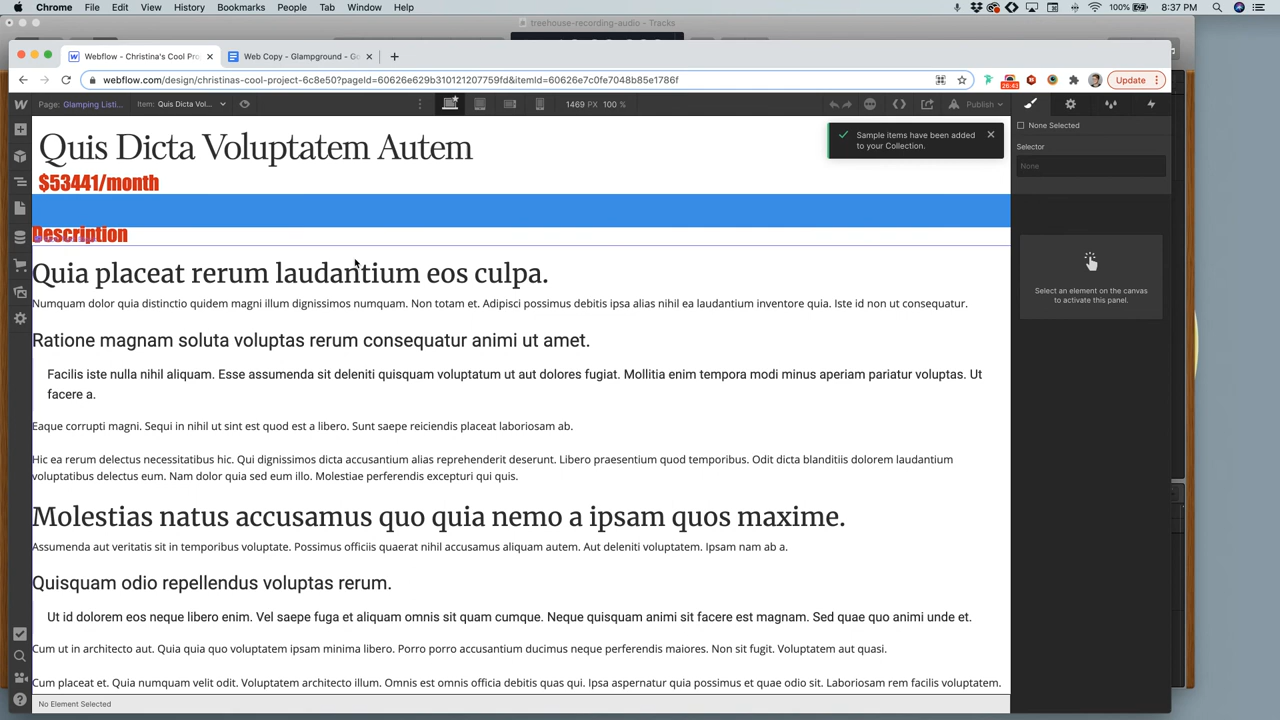 Chrome File Edit View History Bookmarks People Tab Window Help 100% 8:37 PM
treehouse-recording-audio - Tracks
Webflow - Christina's Cool Pro Web Copy - Glampground - Go
webflow.com/design/christinas-cool-project-6c8e50?pageId=60626e629b310121207759fd&itemId=60626e7c0fe7048b85e1786f 26:43 Update
Page: Glamping Listi... Item: Quis Dicta Vol... 1469 PX 100 % Publish
Quis Dicta Voluptatem Autem
$53441/month
Sample items have been added
to your Collection.
None Selected
Selector
None
Select an element on the canvas
to activate this panel.
Description
Quia placeat rerum laudantium eos culpa.
Numquam dolor quia distinctio quidem magni illum dignissimos numquam. Non totam et. Adipisci possimus debitis ipsa alias nihil ea laudantium inventore quia. Iste id non ut consequatur.
Ratione magnam soluta voluptas rerum consequatur animi ut amet.
Facilis iste nulla nihil aliquam. Esse assumenda sit deleniti quisquam voluptatum ut aut dolores fugiat. Mollitia enim tempora modi minus aperiam pariatur voluptas. Ut
facere a.
Eaque corrupti magni. Sequi in nihil ut sint est quod est a libero. Sunt saepe reiciendis placeat laboriosam ab.
Hic ea rerum delectus necessitatibus hic. Qui dignissimos dicta accusantium alias reprehenderit deserunt. Libero praesentium quod temporibus. Odit dicta blanditiis dolorem laudantium
voluptatibus delectus eum. Nam dolor quia sed eum illo. Molestiae perferendis excepturi qui quis.
Molestias natus accusamus quo quia nemo a ipsam quos maxime.
Assumenda aut veritatis sit in temporibus voluptate. Possimus officiis quaerat nihil accusamus aliquam autem. Aut deleniti voluptatem. Ipsam nam ab a.
Quisquam odio repellendus voluptas rerum.
Ut id dolorem eos neque libero enim. Vel saepe fuga et aliquam omnis sit quam cumque. Neque quisquam animi sit facere est magnam. Sed quae quo animi unde et.
Cum ut in architecto aut. Quia quia quo voluptatem ipsam minima libero. Porro porro accusantium ducimus neque perferendis maiores. Non sit fugit. Voluptatem aut quasi.
Cum placeat et. Quia numquam velit odit. Voluptatem architecto illum. Omnis est omnis officia debitis quas qui. Ipsa aspernatur quia possimus et quae odio sit. Laboriosam rem facilis voluptatem.
No Element Selected